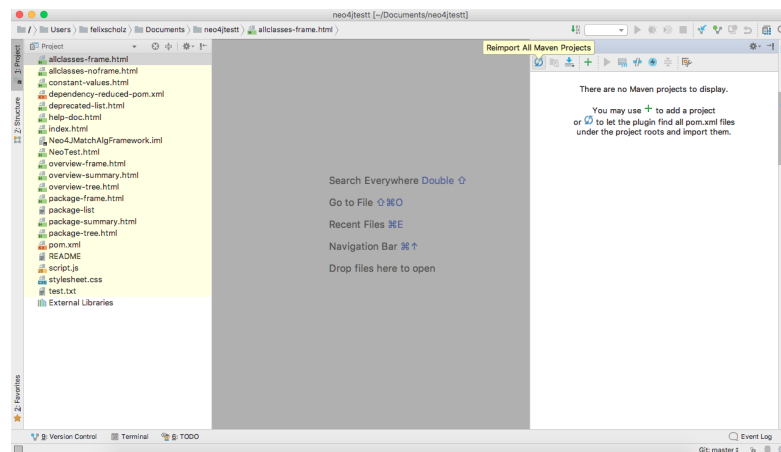 neo4jtestt [~/Documents/neo4jtestt]
/ Users felixscholz Documents neo4jtestt allclasses-frame.html
Project
Reimport All Maven Projects
1: Project
2: Structure
2: Favorites
allclasses-frame.html
allclasses-noframe.html
constant-values.html
dependency-reduced-pom.xml
deprecated-list.html
help-doc.html
index.html
Neo4JMatchAlgFramework.iml
NeoTest.html
overview-frame.html
overview-summary.html
overview-tree.html
package-frame.html
package-list
package-summary.html
package-tree.html
pom.xml
README
script.js
stylesheet.css
test.txt
External Libraries
Search Everywhere Double ⇧
Go to File ⇧⌘O
Recent Files ⌘E
Navigation Bar ⌘↑
Drop files here to open
There are no Maven projects to display.
You may use + to add a project
or to let the plugin find all pom.xml files
under the project roots and import them.
9: Version Control Terminal 6: TODO Event Log
Git: master